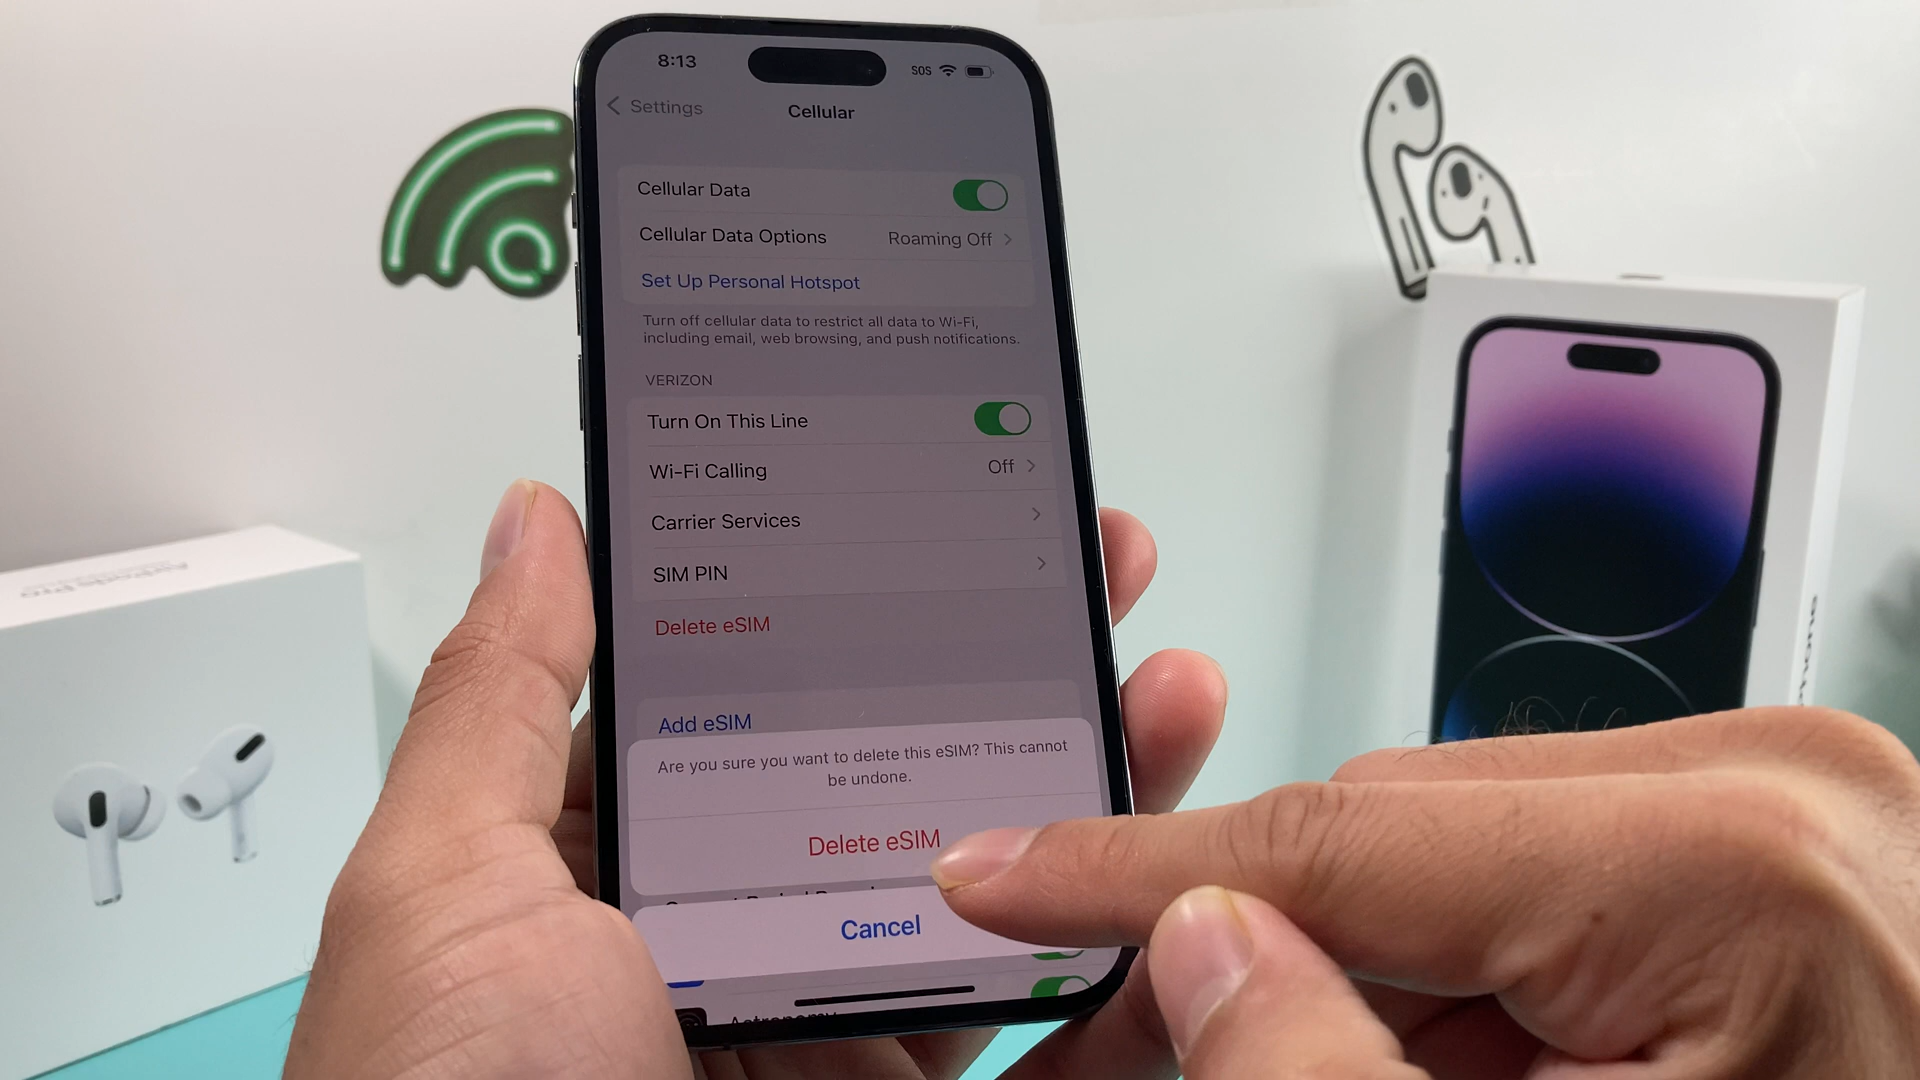 8:13
SOS
Settings
Cellular
Cellular Data
Cellular Data Options Roaming Off
Set Up Personal Hotspot
Turn off cellular data to restrict all data to Wi-Fi,
including email, web browsing, and push notifications.
VERIZON
Turn On This Line
Wi-Fi Calling Off
Carrier Services
SIM PIN
Delete eSIM
Add eSIM
Are you sure you want to delete this eSIM? This cannot
be undone.
Delete eSIM
Cancel
Astronomy
AirPods Pro